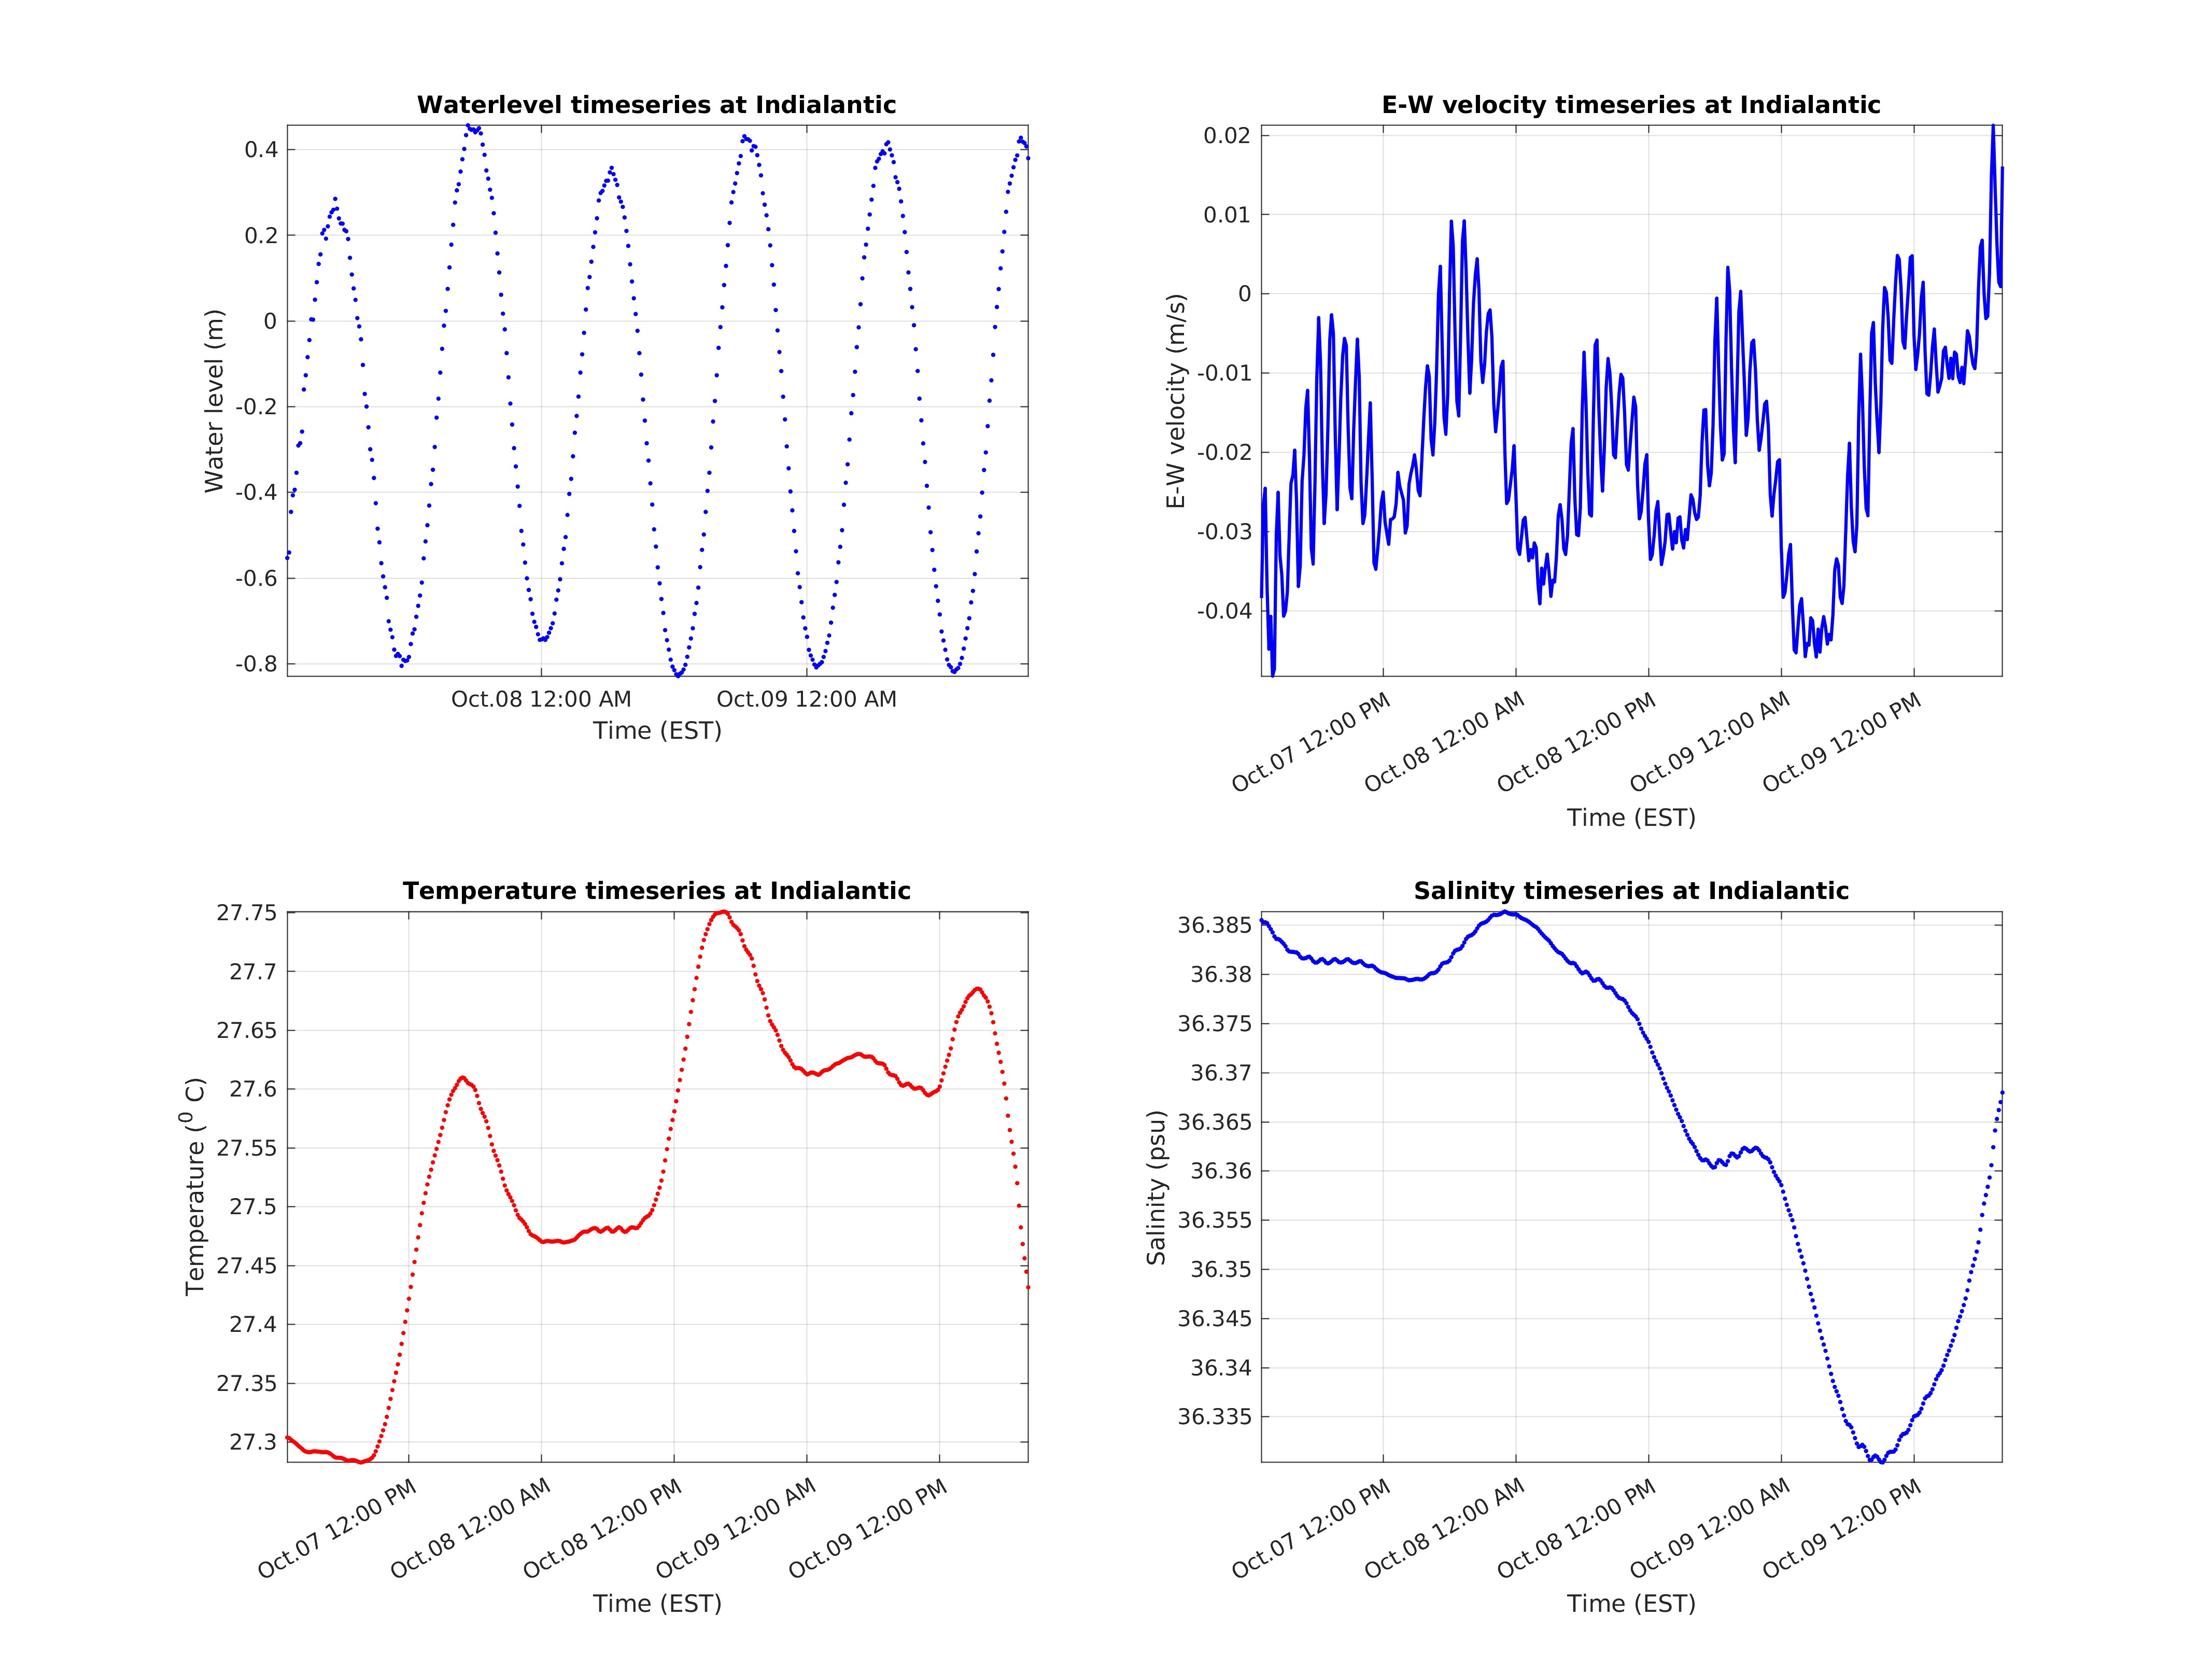 Waterlevel timeseries at Indialantic
0.4
0.2
0
-0.2
-0.4
-0.6
-0.8
Water level (m)
Oct.08 12:00 AM
Oct.09 12:00 AM
Time (EST)
E-W velocity timeseries at Indialantic
0.02
0.01
0
-0.01
-0.02
-0.03
-0.04
E-W velocity (m/s)
Oct.07 12:00 PM
Oct.08 12:00 AM
Oct.08 12:00 PM
Oct.09 12:00 AM
Oct.09 12:00 PM
Time (EST)
Temperature timeseries at Indialantic
27.75
27.7
27.65
27.6
27.55
27.5
27.45
27.4
27.35
27.3
Temperature (⁰ C)
Oct.07 12:00 PM
Oct.08 12:00 AM
Oct.08 12:00 PM
Oct.09 12:00 AM
Oct.09 12:00 PM
Time (EST)
Salinity timeseries at Indialantic
36.385
36.38
36.375
36.37
36.365
36.36
36.355
36.35
36.345
36.34
36.335
Salinity (psu)
Oct.07 12:00 PM
Oct.08 12:00 AM
Oct.08 12:00 PM
Oct.09 12:00 AM
Oct.09 12:00 PM
Time (EST)